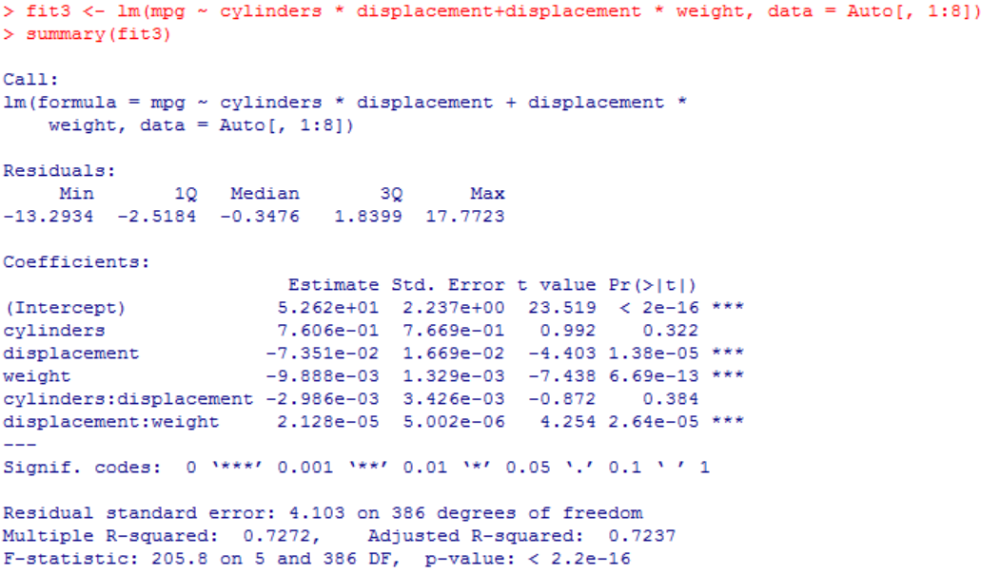 > fit3 <- lm(mpg ~ cylinders * displacement+displacement * weight, data = Auto[, 1:8])
> summary(fit3)
Call:
lm(formula = mpg ~ cylinders * displacement + displacement *
    weight, data = Auto[, 1:8])
Residuals:
     Min       1Q   Median       3Q      Max
-13.2934  -2.5184  -0.3476   1.8399  17.7723
Coefficients:
                         Estimate Std. Error t value Pr(>|t|)
(Intercept)             5.262e+01  2.237e+00  23.519  < 2e-16 ***
cylinders               7.606e-01  7.669e-01   0.992    0.322
displacement           -7.351e-02  1.669e-02  -4.403 1.38e-05 ***
weight                 -9.888e-03  1.329e-03  -7.438 6.69e-13 ***
cylinders:displacement -2.986e-03  3.426e-03  -0.872    0.384
displacement:weight     2.128e-05  5.002e-06   4.254 2.64e-05 ***
---
Signif. codes:  0 ‘***’ 0.001 ‘**’ 0.01 ‘*’ 0.05 ‘.’ 0.1 ‘ ’ 1
Residual standard error: 4.103 on 386 degrees of freedom
Multiple R-squared:  0.7272,    Adjusted R-squared:  0.7237
F-statistic: 205.8 on 5 and 386 DF,  p-value: < 2.2e-16